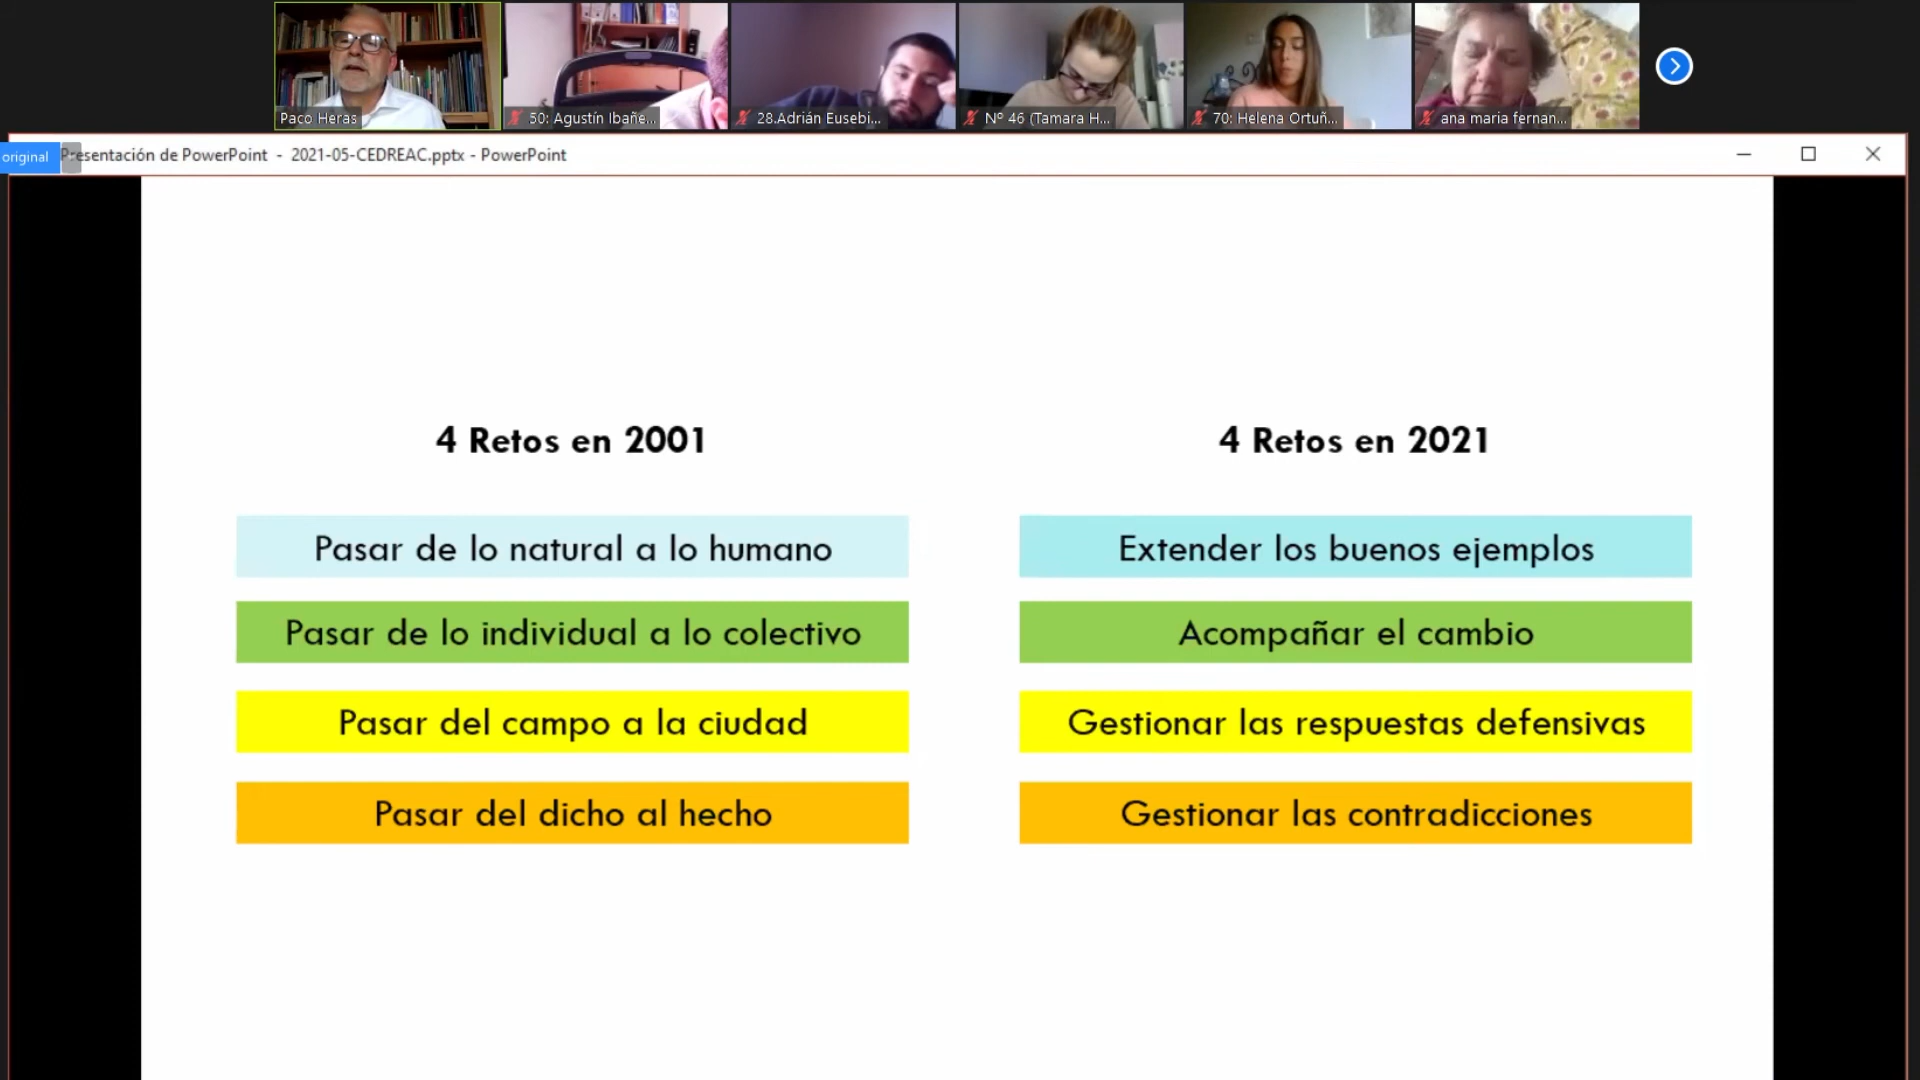 Paco Heras
50: Agustín Ibañe...
28.Adrián Eusebi...
Nº 46 (Tamara H...
70: Helena Ortuñ...
ana maria fernan...
original
Presentación de PowerPoint - 2021-05-CEDREAC.pptx - PowerPoint
4 Retos en 2001
Pasar de lo natural a lo humano
Pasar de lo individual a lo colectivo
Pasar del campo a la ciudad
Pasar del dicho al hecho
4 Retos en 2021
Extender los buenos ejemplos
Acompañar el cambio
Gestionar las respuestas defensivas
Gestionar las contradicciones